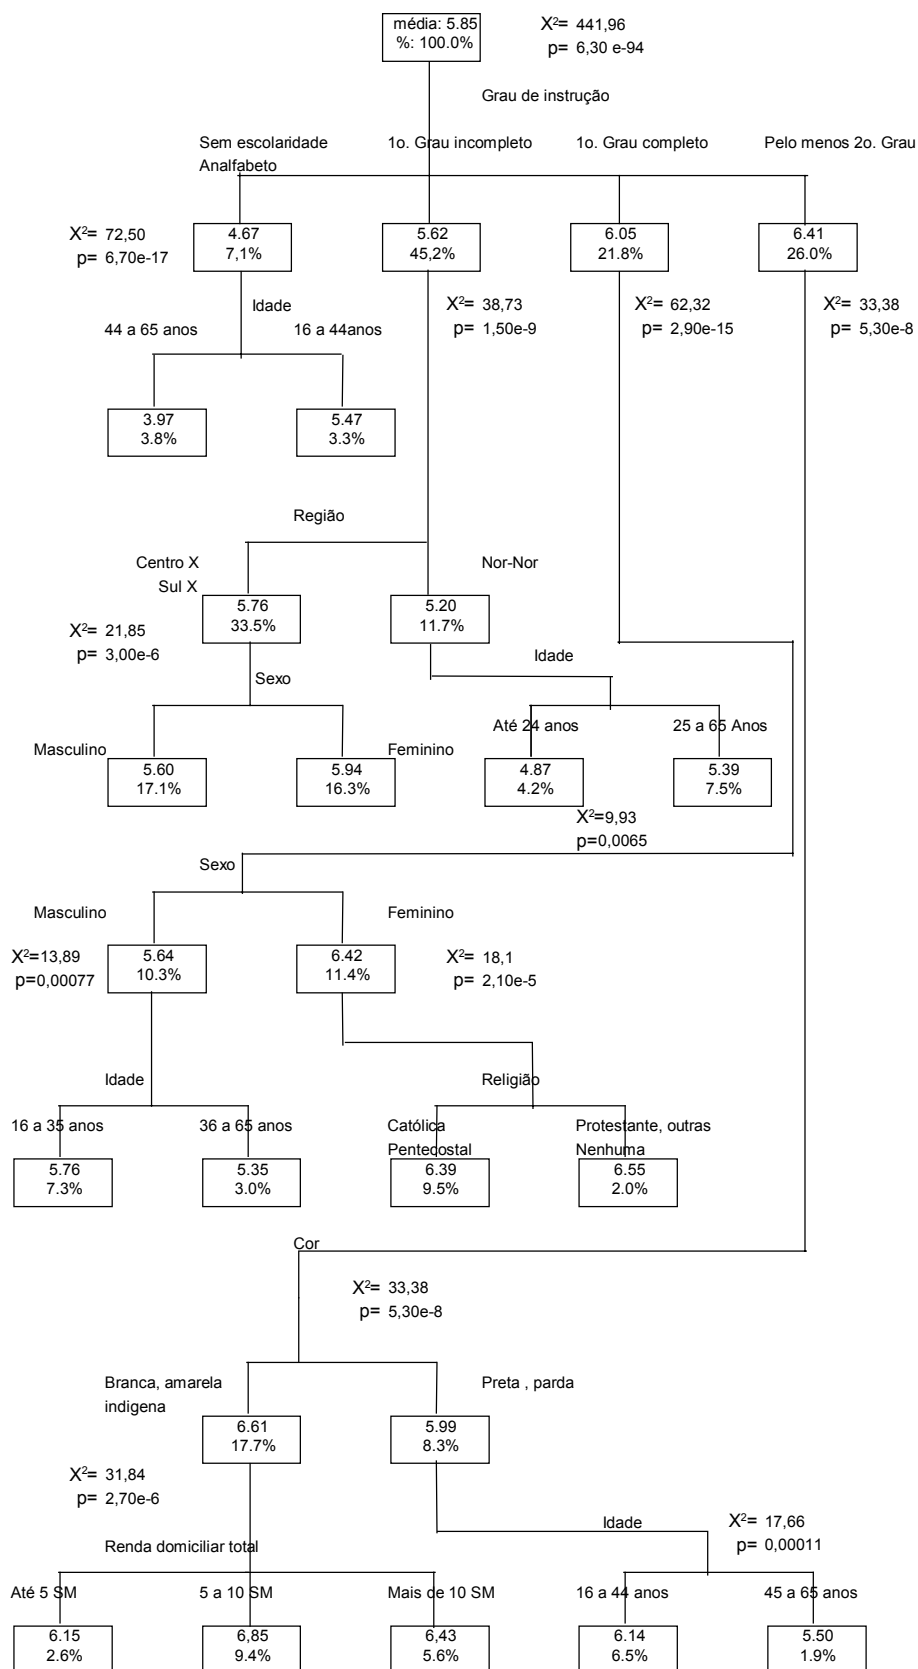 média: 5.85
%: 100.0%
X²= 441,96
p= 6,30 e-94
Grau de instrução
Sem escolaridade
Analfabeto
1o. Grau incompleto
1o. Grau completo
Pelo menos 2o. Grau
X²= 72,50
p= 6,70e-17
4.67
7,1%
5.62
45,2%
6.05
21.8%
6.41
26.0%
X²= 38,73
p= 1,50e-9
X²= 62,32
p= 2,90e-15
X²= 33,38
p= 5,30e-8
Idade
44 a 65 anos
16 a 44anos
3.97
3.8%
5.47
3.3%
Região
Centro X
Sul X
Nor-Nor
5.76
33.5%
5.20
11.7%
X²= 21,85
p= 3,00e-6
Sexo
Idade
Masculino
Feminino
Até 24 anos
25 a 65 Anos
5.60
17.1%
5.94
16.3%
4.87
4.2%
5.39
7.5%
X²=9,93
p=0,0065
Sexo
Masculino
Feminino
X²=13,89
p=0,00077
5.64
10.3%
6.42
11.4%
X²= 18,1
p= 2,10e-5
Idade
Religião
16 a 35 anos
36 a 65 anos
Católica
Pentecostal
Protestante, outras
Nenhuma
5.76
7.3%
5.35
3.0%
6.39
9.5%
6.55
2.0%
Cor
X²= 33,38
p= 5,30e-8
Branca, amarela
indigena
Preta , parda
6.61
17.7%
5.99
8.3%
X²= 31,84
p= 2,70e-6
Renda domiciliar total
Idade
X²= 17,66
p= 0,00011
Até 5 SM
5 a 10 SM
Mais de 10 SM
16 a 44 anos
45 a 65 anos
6.15
2.6%
6,85
9.4%
6,43
5.6%
6.14
6.5%
5.50
1.9%